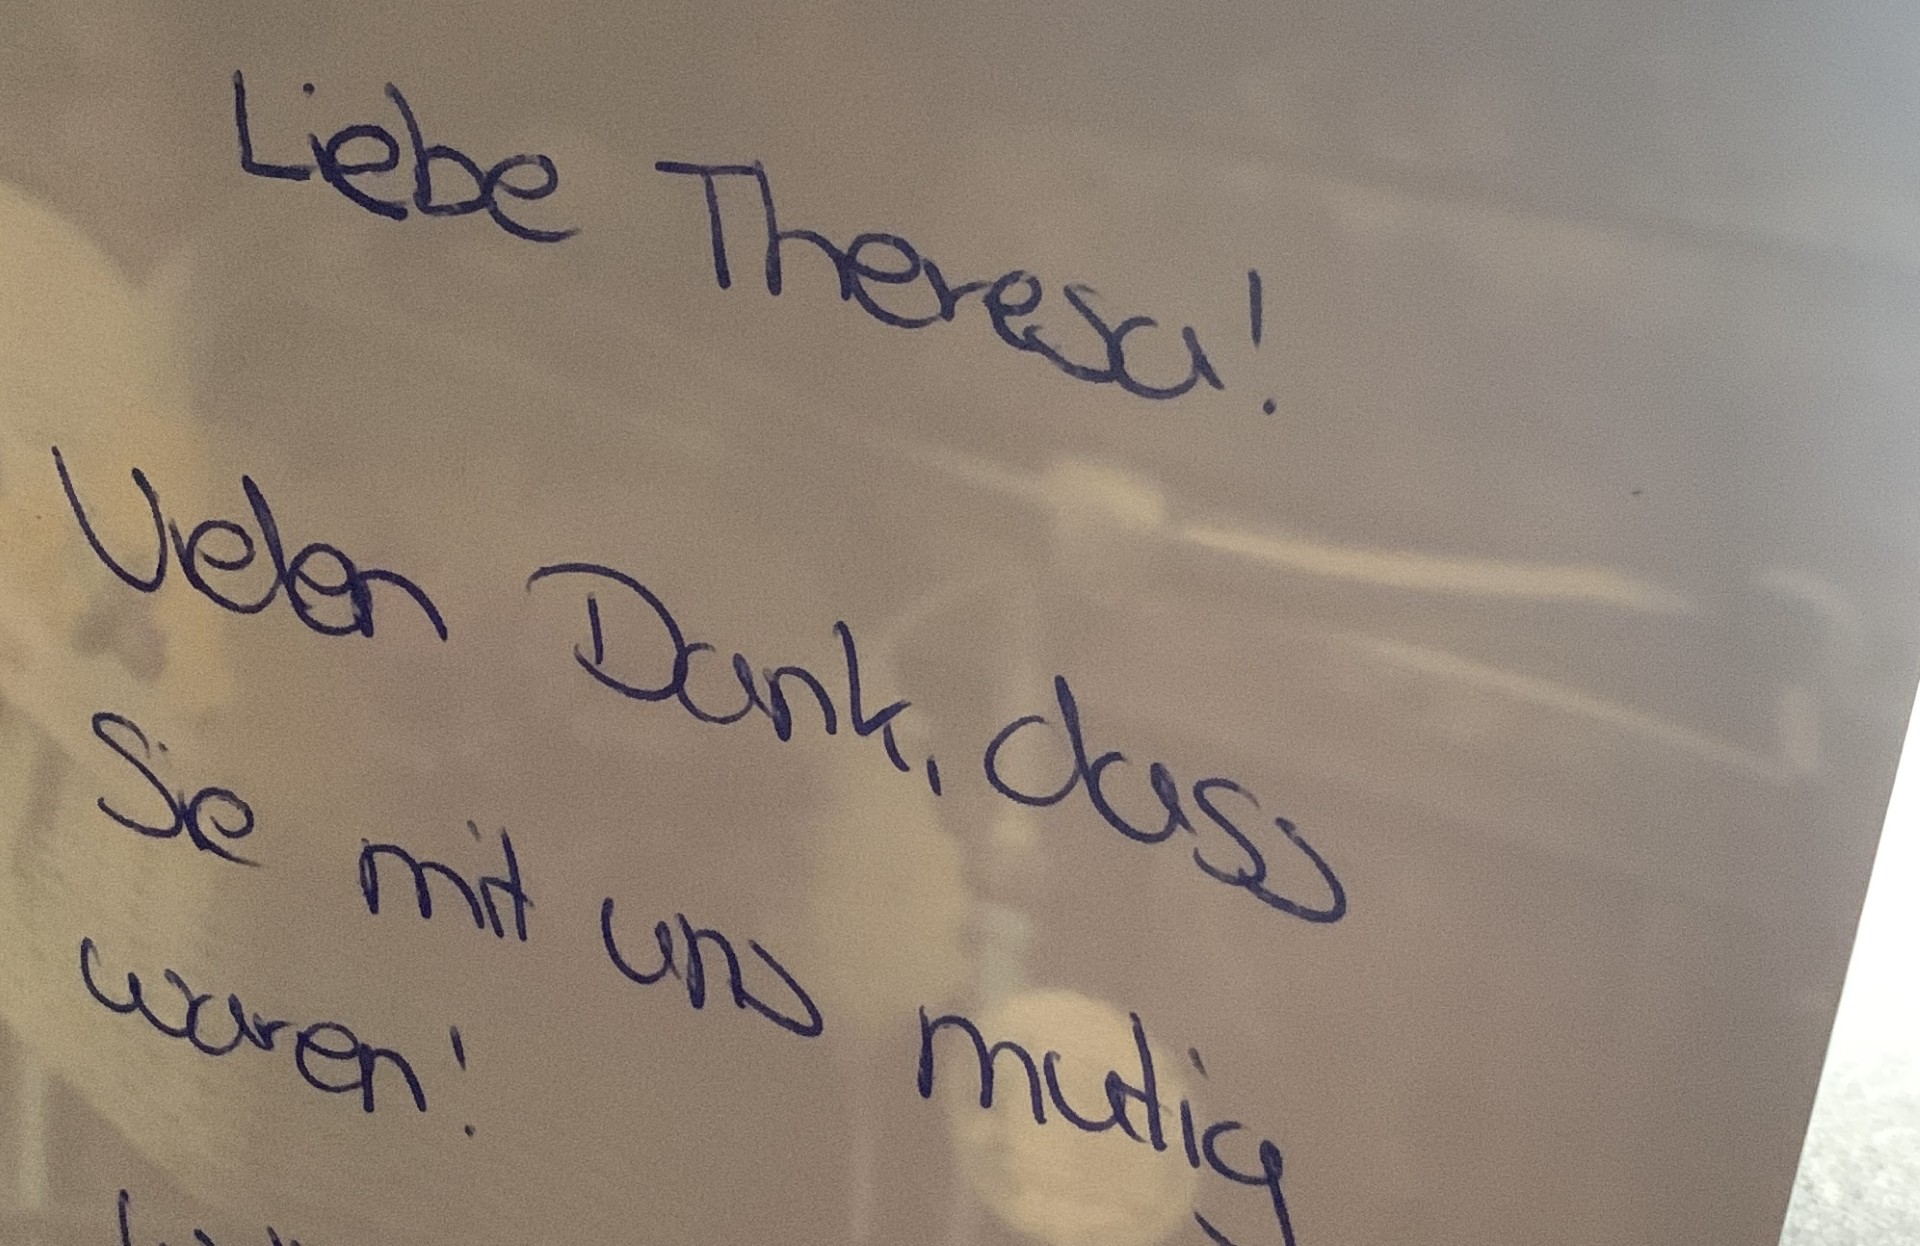 Liebe Theresa!
Vielen Dank, dass
Sie mit uns mutig
waren!